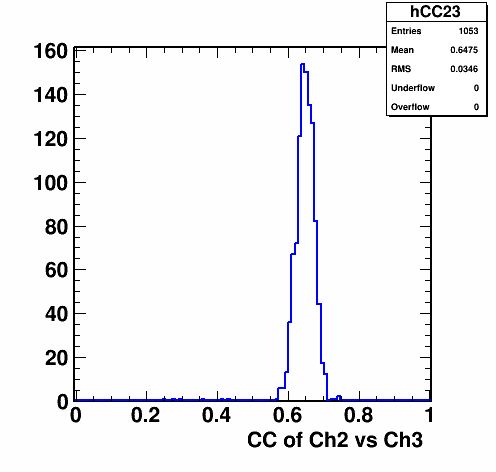 hCC23
Entries 1053
Mean 0.6475
RMS 0.0346
Underflow 0
Overflow 0
160
140
120
100
80
60
40
20
0
0 0.2 0.4 0.6 0.8 1
CC of Ch2 vs Ch3